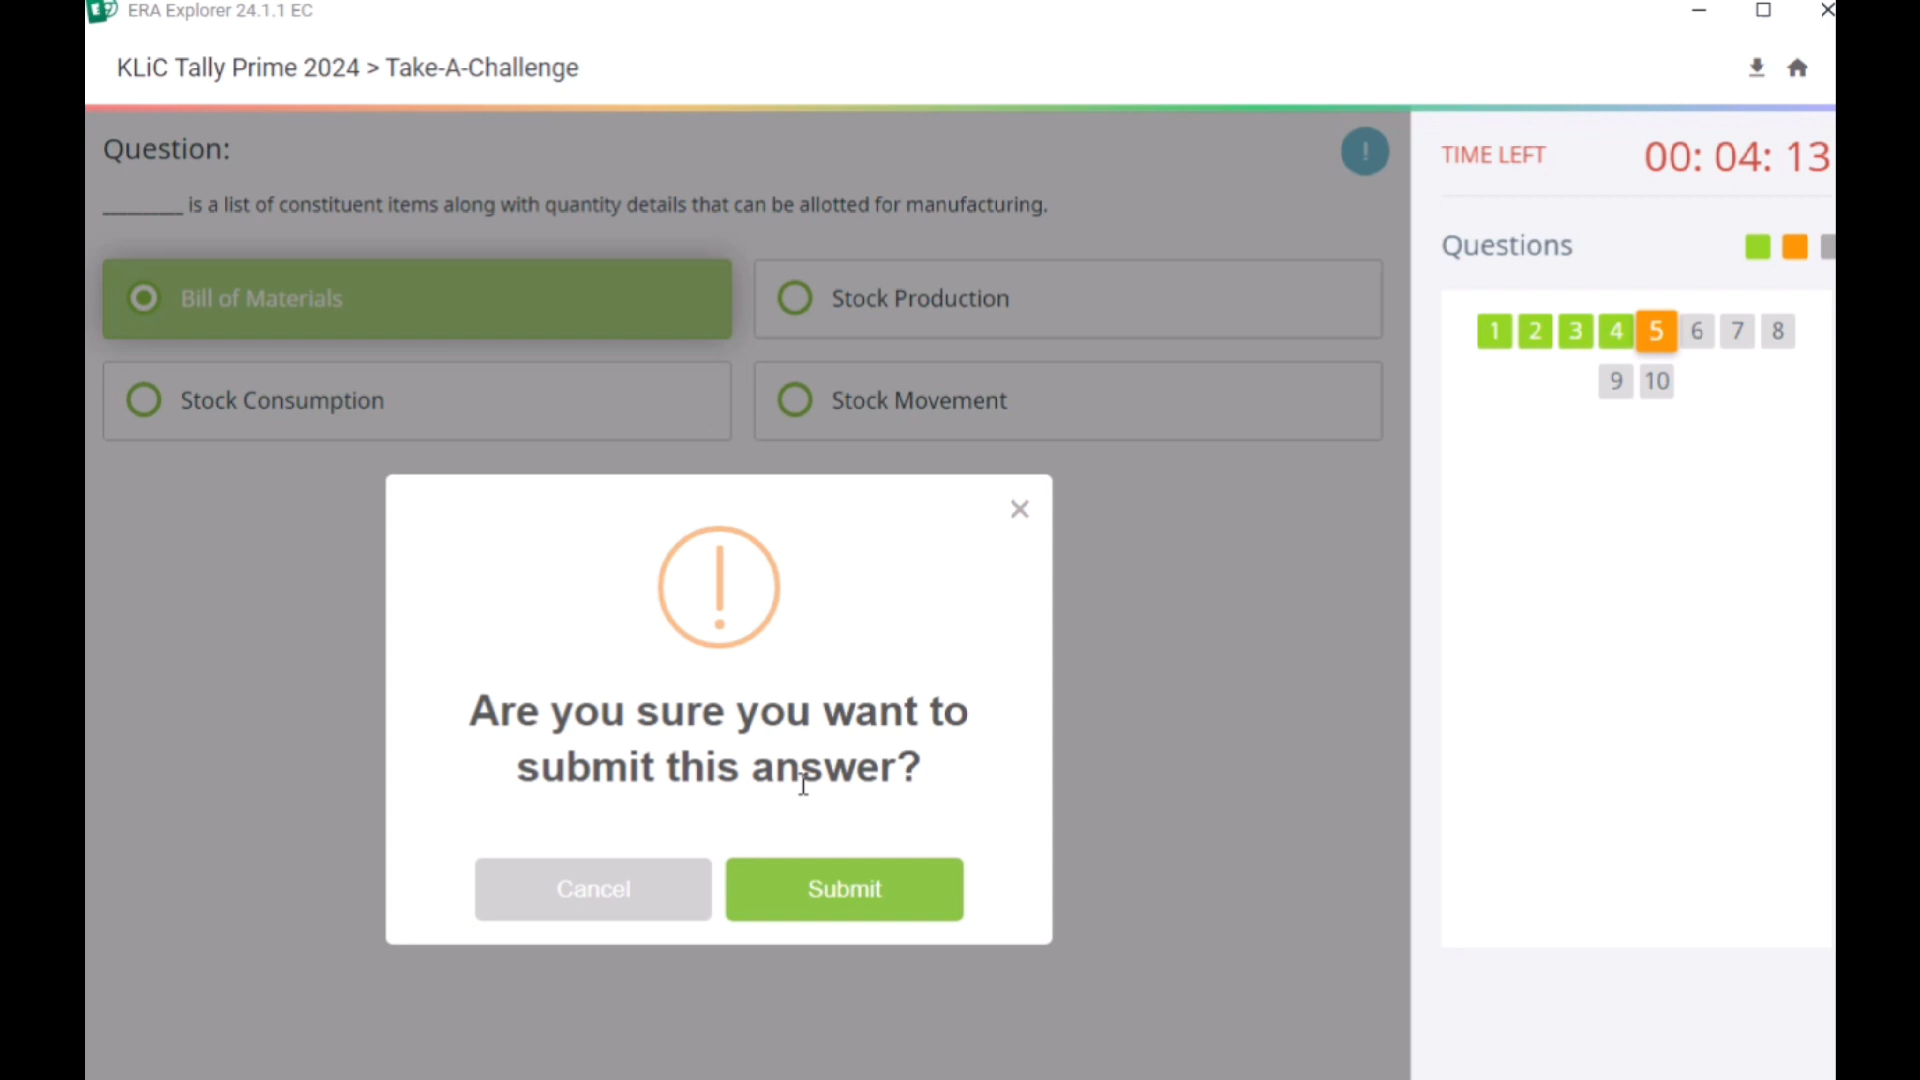 ERA Explorer 24.1.1 EC
KLiC Tally Prime 2024 > Take-A-Challenge
Question:
________ is a list of constituent items along with quantity details that can be allotted for manufacturing.
Bill of Materials
Stock Production
Stock Consumption
Stock Movement
TIME LEFT
00: 04: 13
Questions
1 2 3 4 5 6 7 8
9 10
Are you sure you want to
submit this answer?
Cancel
Submit